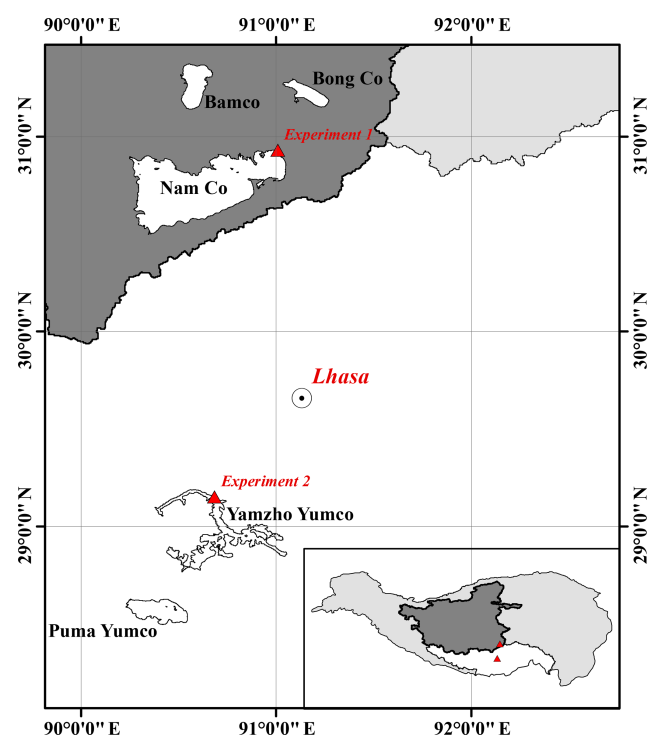 90°0'0" E
91°0'0" E
92°0'0" E
Bong Co
Bamco
31°0'0" N
31°0'0" N
Experiment 1
Nam Co
30°0'0" N
30°0'0" N
Lhasa
Experiment 2
Yamzho Yumco
29°0'0" N
29°0'0" N
Puma Yumco
90°0'0" E
91°0'0" E
92°0'0" E